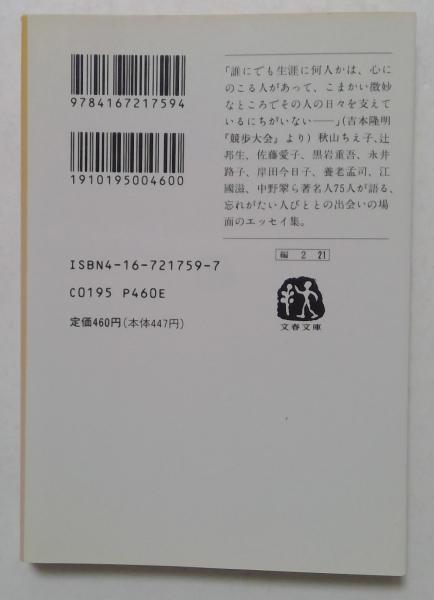 9784167217594
1910195004600
「誰にでも生涯に何人かは、心に
のこる人があって、こまかい微妙
なところでその人の日々を支えて
いるにちがいない――」(吉本隆明
『競歩大会』より) 秋山ちえ子、辻
邦生、佐藤愛子、黒岩重吾、永井
路子、岸田今日子、養老孟司、江
國滋、中野翠ら著名人75人が語る、
忘れがたい人びととの出会いの場
面のエッセイ集。
ISBN4-16-721759-7
C0195 P460E
定価460円(本体447円)
編 2 21
文春文庫